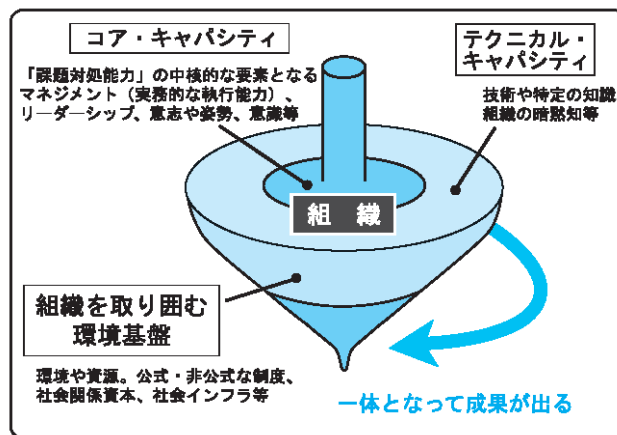 コア・キャパシティ
「課題対処能力」の中核的な要素となる
マネジメント（実務的な執行能力）、
リーダーシップ、意志や姿勢、意識等
テクニカル・
キャパシティ
技術や特定の知識
組織の暗黙知等
組織
組織を取り囲む
環境基盤
環境や資源。公式・非公式な制度、
社会関係資本、社会インフラ等
一体となって成果が出る